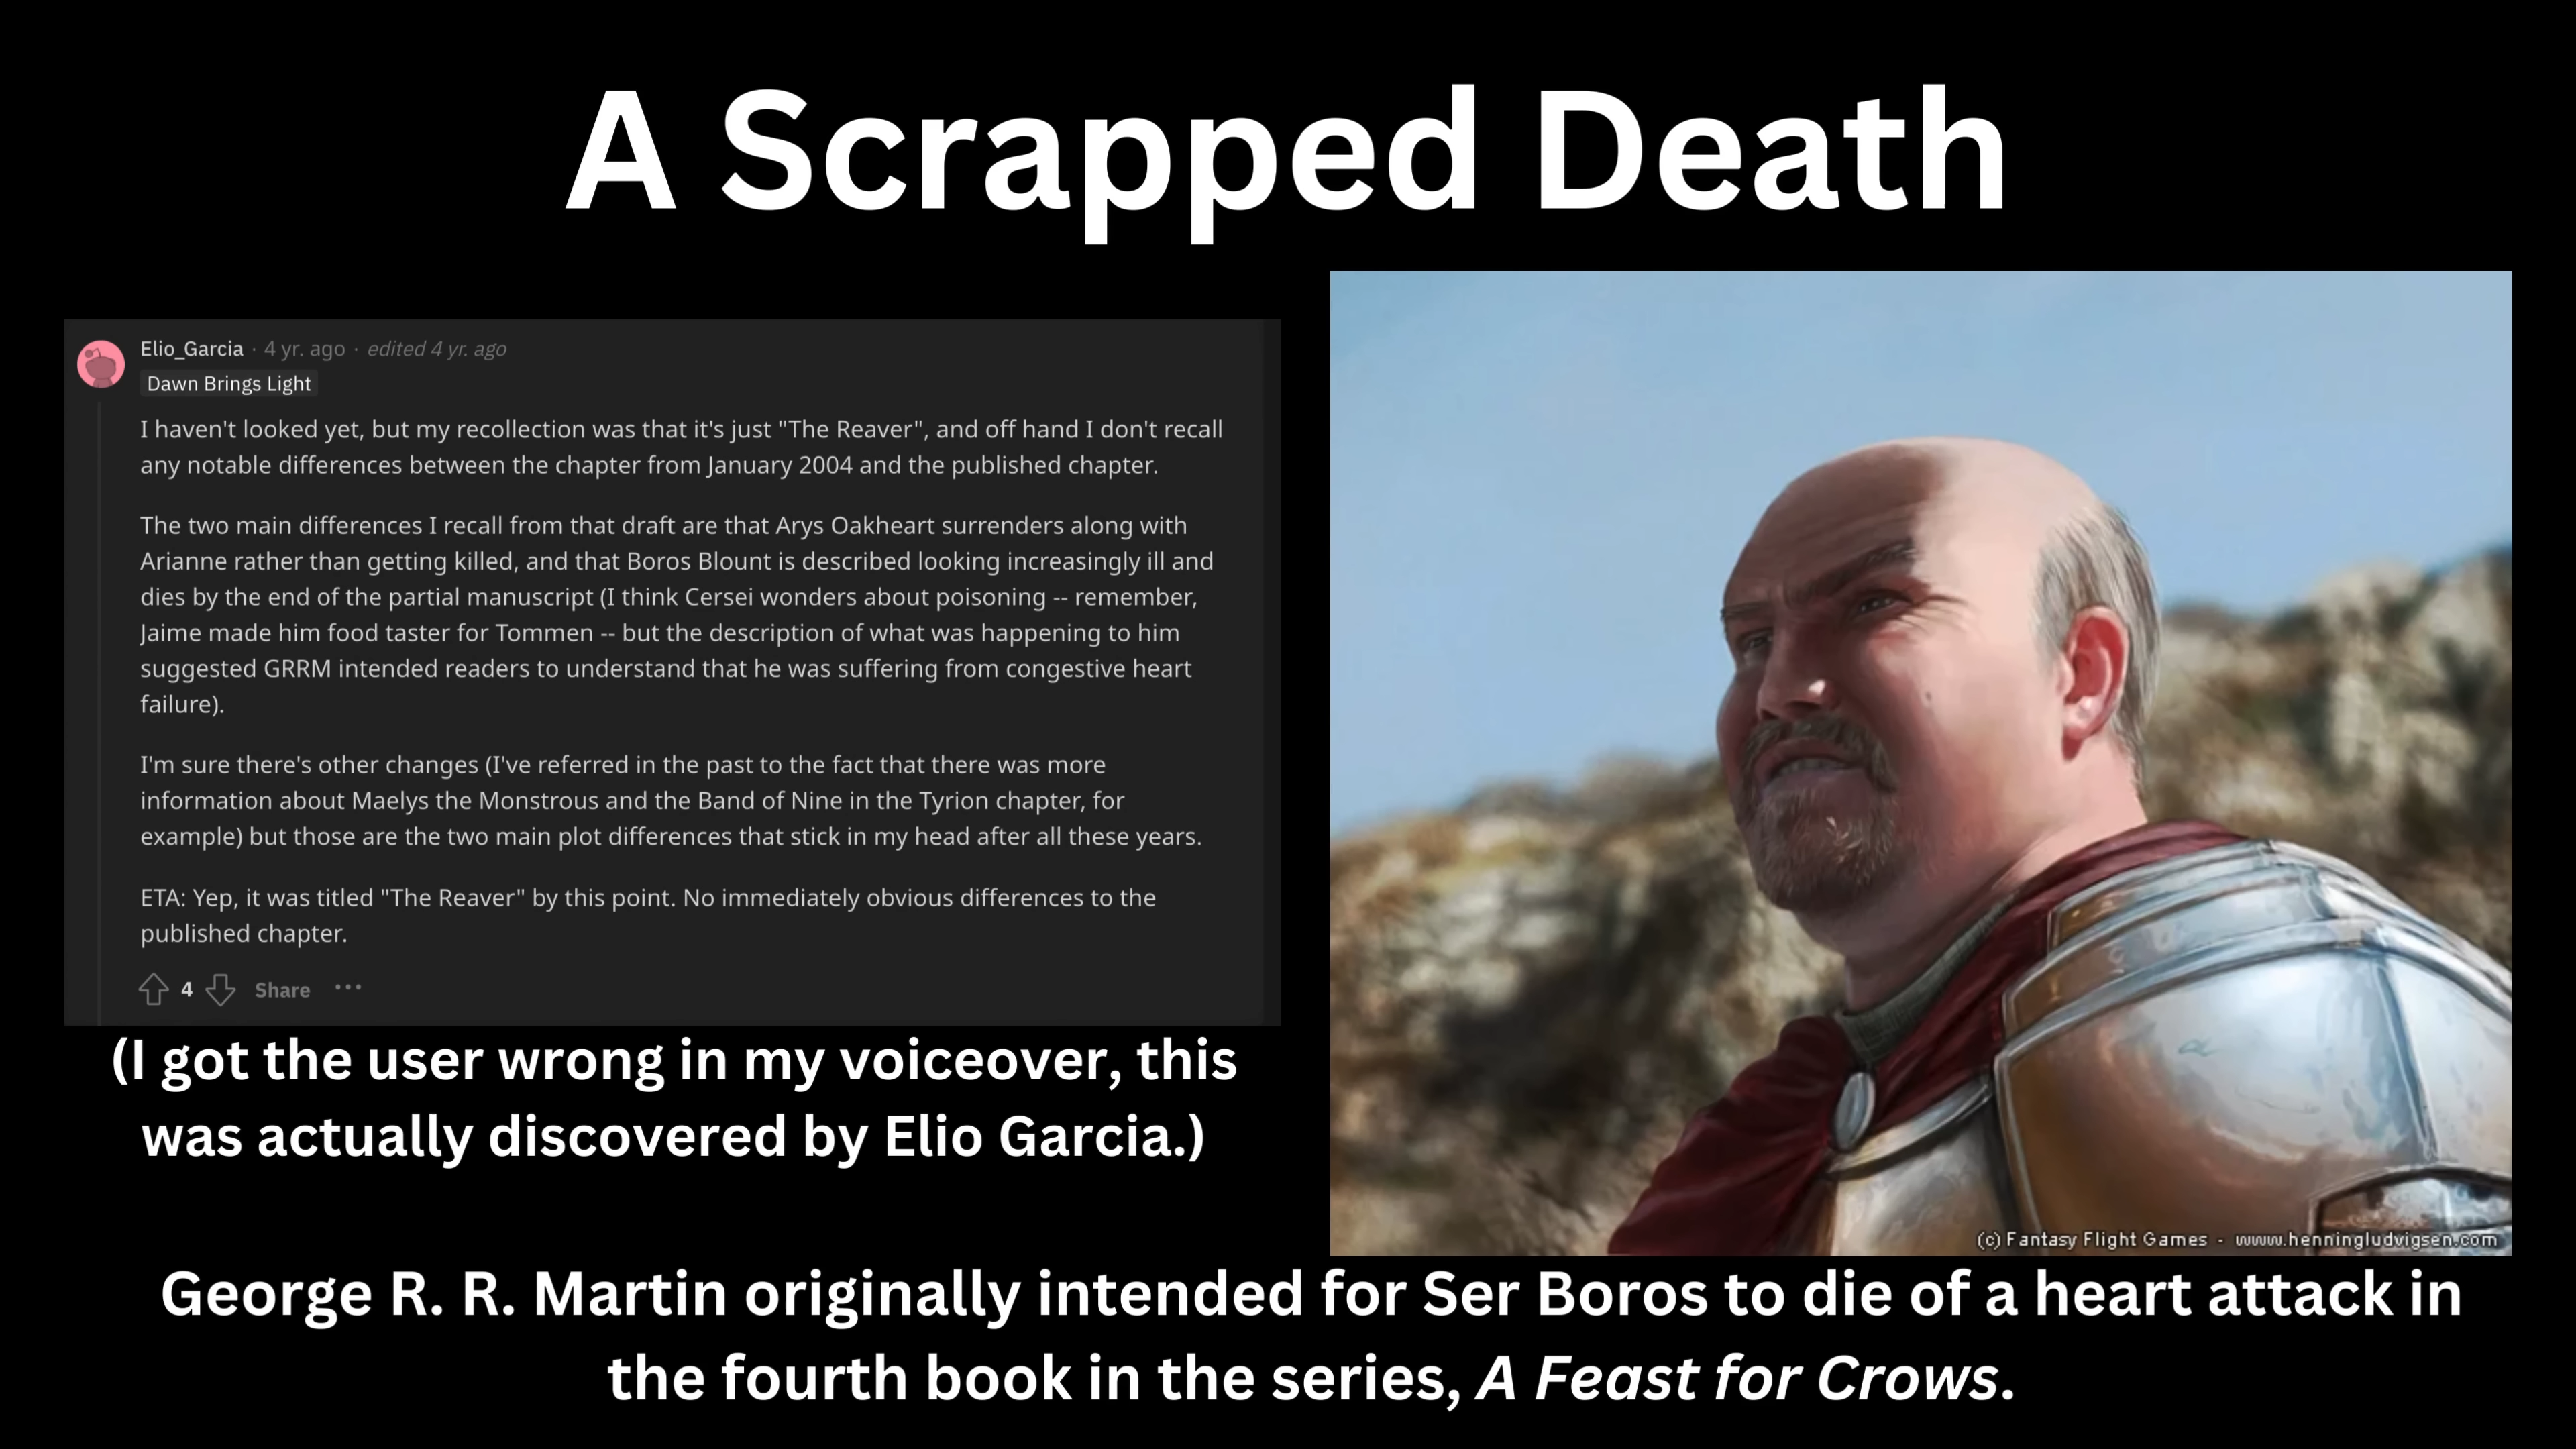 A Scrapped Death
Elio_Garcia · 4 yr. ago · edited 4 yr. ago
Dawn Brings Light
I haven't looked yet, but my recollection was that it's just "The Reaver", and off hand I don't recall
any notable differences between the chapter from January 2004 and the published chapter.
The two main differences I recall from that draft are that Arys Oakheart surrenders along with
Arianne rather than getting killed, and that Boros Blount is described looking increasingly ill and
dies by the end of the partial manuscript (I think Cersei wonders about poisoning -- remember,
Jaime made him food taster for Tommen -- but the description of what was happening to him
suggested GRRM intended readers to understand that he was suffering from congestive heart
failure).
I'm sure there's other changes (I've referred in the past to the fact that there was more
information about Maelys the Monstrous and the Band of Nine in the Tyrion chapter, for
example) but those are the two main plot differences that stick in my head after all these years.
ETA: Yep, it was titled "The Reaver" by this point. No immediately obvious differences to the
published chapter.
4 Share ...
(I got the user wrong in my voiceover, this
was actually discovered by Elio Garcia.)
(c) Fantasy Flight Games - www.henningludvigsen.com
George R. R. Martin originally intended for Ser Boros to die of a heart attack in
the fourth book in the series, A Feast for Crows.